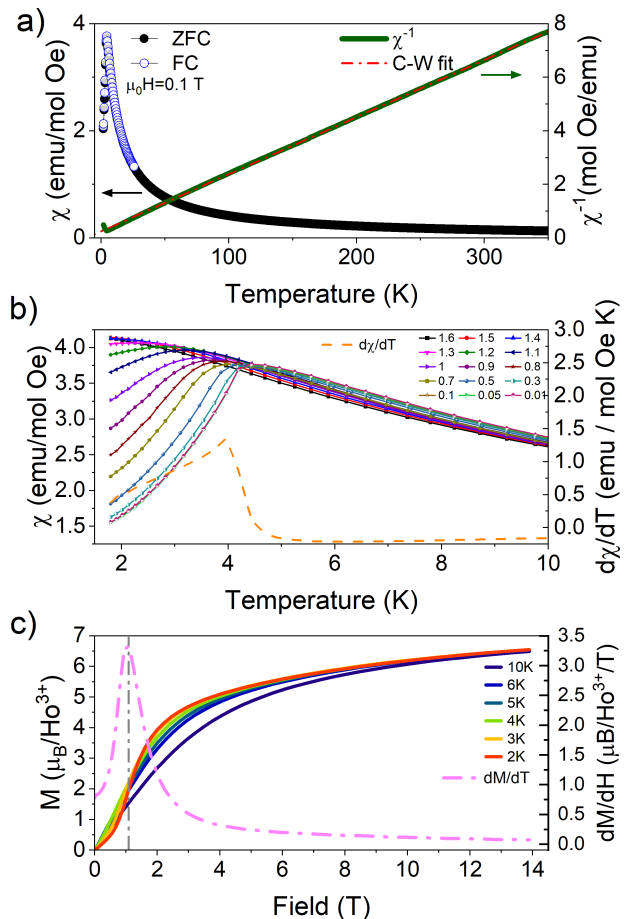 a)
ZFC
FC
μ0H=0.1 T
χ-1
C-W fit
4
2
0
χ (emu/mol Oe)
8
6
4
2
0
χ-1(mol Oe/emu)
0
100
200
300
Temperature (K)
b)
dχ/dT
1.6 1.5 1.4
1.3 1.2 1.1
1 0.9 0.8
0.7 0.5 0.3
0.1 0.05 0.01
4.0
3.5
3.0
2.5
2.0
1.5
χ (emu/mol Oe)
3.0
2.5
2.0
1.5
1.0
0.5
0.0
dχ/dT (emu / mol Oe K)
2
4
6
8
10
Temperature (K)
c)
10K
6K
5K
4K
3K
2K
dM/dT
7
6
5
4
3
2
1
0
M (μB/Ho3+)
3.5
3.0
2.5
2.0
1.5
1.0
0.5
0.0
dM/dH (μB/Ho3+/T)
0
2
4
6
8
10
12
14
Field (T)